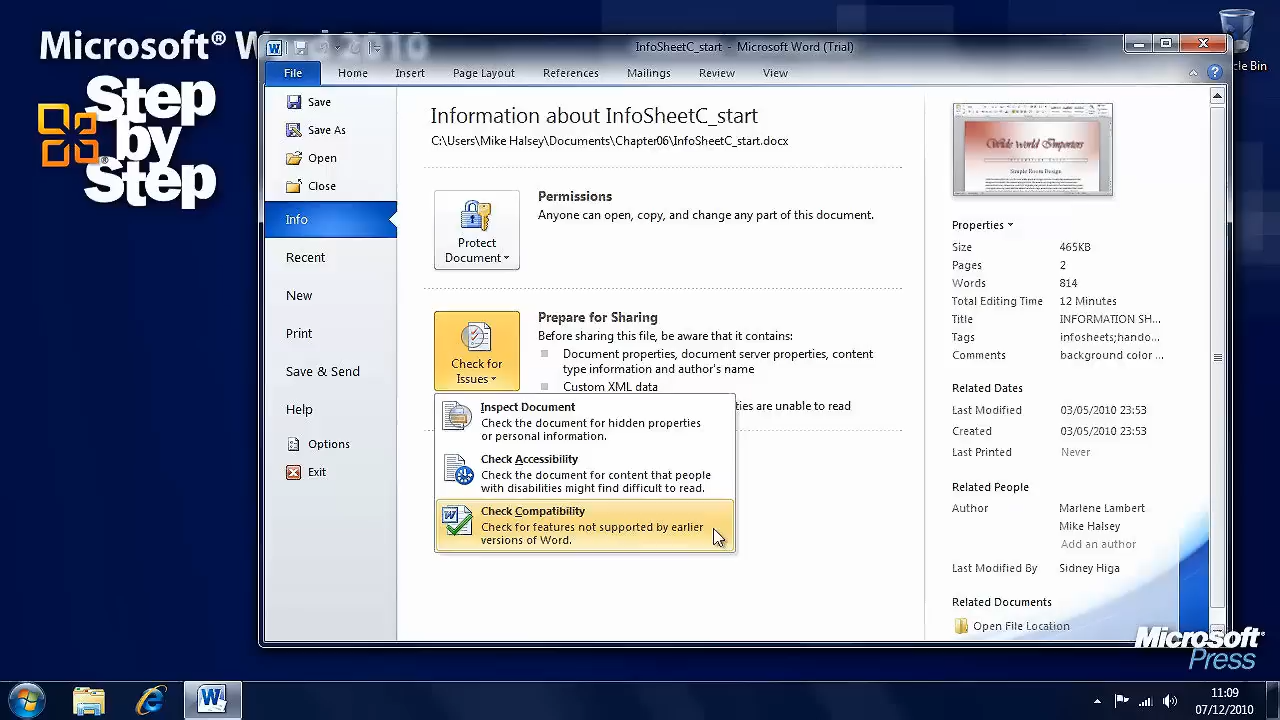 Microsoft® Word 2010
Step
by
Step®
InfoSheetC_start - Microsoft Word (Trial)
Recycle Bin
File
Home
Insert
Page Layout
References
Mailings
Review
View
Save
Save As
Open
Close
Info
Recent
New
Print
Save & Send
Help
Options
Exit
Information about InfoSheetC_start
C:\Users\Mike Halsey\Documents\Chapter06\InfoSheetC_start.docx
Protect
Document
Permissions
Anyone can open, copy, and change any part of this document.
Check for
Issues
Prepare for Sharing
Before sharing this file, be aware that it contains:
Document properties, document server properties, content
type information and author's name
Custom XML data
ties are unable to read
Inspect Document
Check the document for hidden properties
or personal information.
Check Accessibility
Check the document for content that people
with disabilities might find difficult to read.
Check Compatibility
Check for features not supported by earlier
versions of Word.
Wide world Importers
Simple Room Design
Properties
Size 465KB
Pages 2
Words 814
Total Editing Time 12 Minutes
Title INFORMATION SH...
Tags infosheets;hando...
Comments background color ...
Related Dates
Last Modified 03/05/2010 23:53
Created 03/05/2010 23:53
Last Printed Never
Related People
Author Marlene Lambert
Mike Halsey
Add an author
Last Modified By Sidney Higa
Related Documents
Open File Location
Microsoft®
Press
11:09
07/12/2010